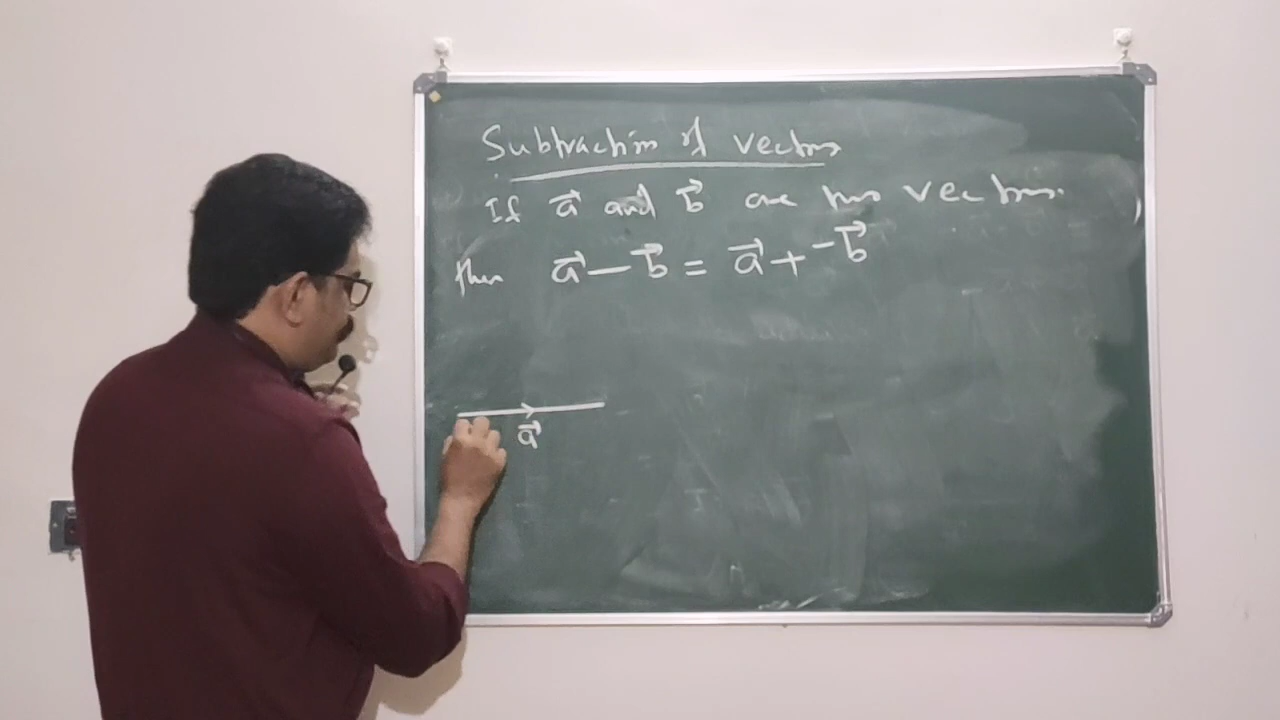 Subtraction of vectors
If a⃗ and b⃗ are two vectors.
then a⃗ − b⃗ = a⃗ + −b⃗
a⃗